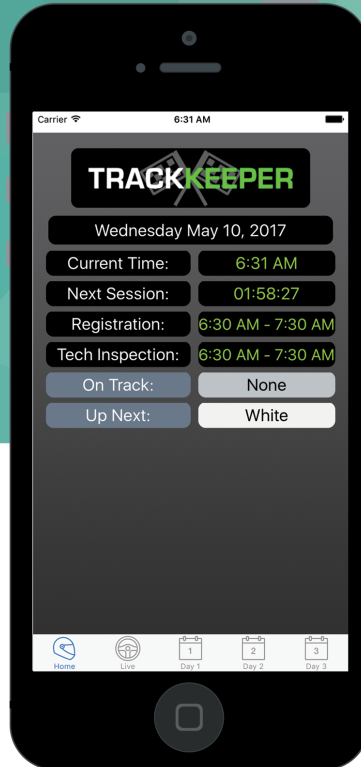 Carrier 6:31 AM
TRACKKEEPER
Wednesday May 10, 2017
Current Time: 6:31 AM
Next Session: 01:58:27
Registration: 6:30 AM - 7:30 AM
Tech Inspection: 6:30 AM - 7:30 AM
On Track: None
Up Next: White
1 2 3
Home Live Day 1 Day 2 Day 3